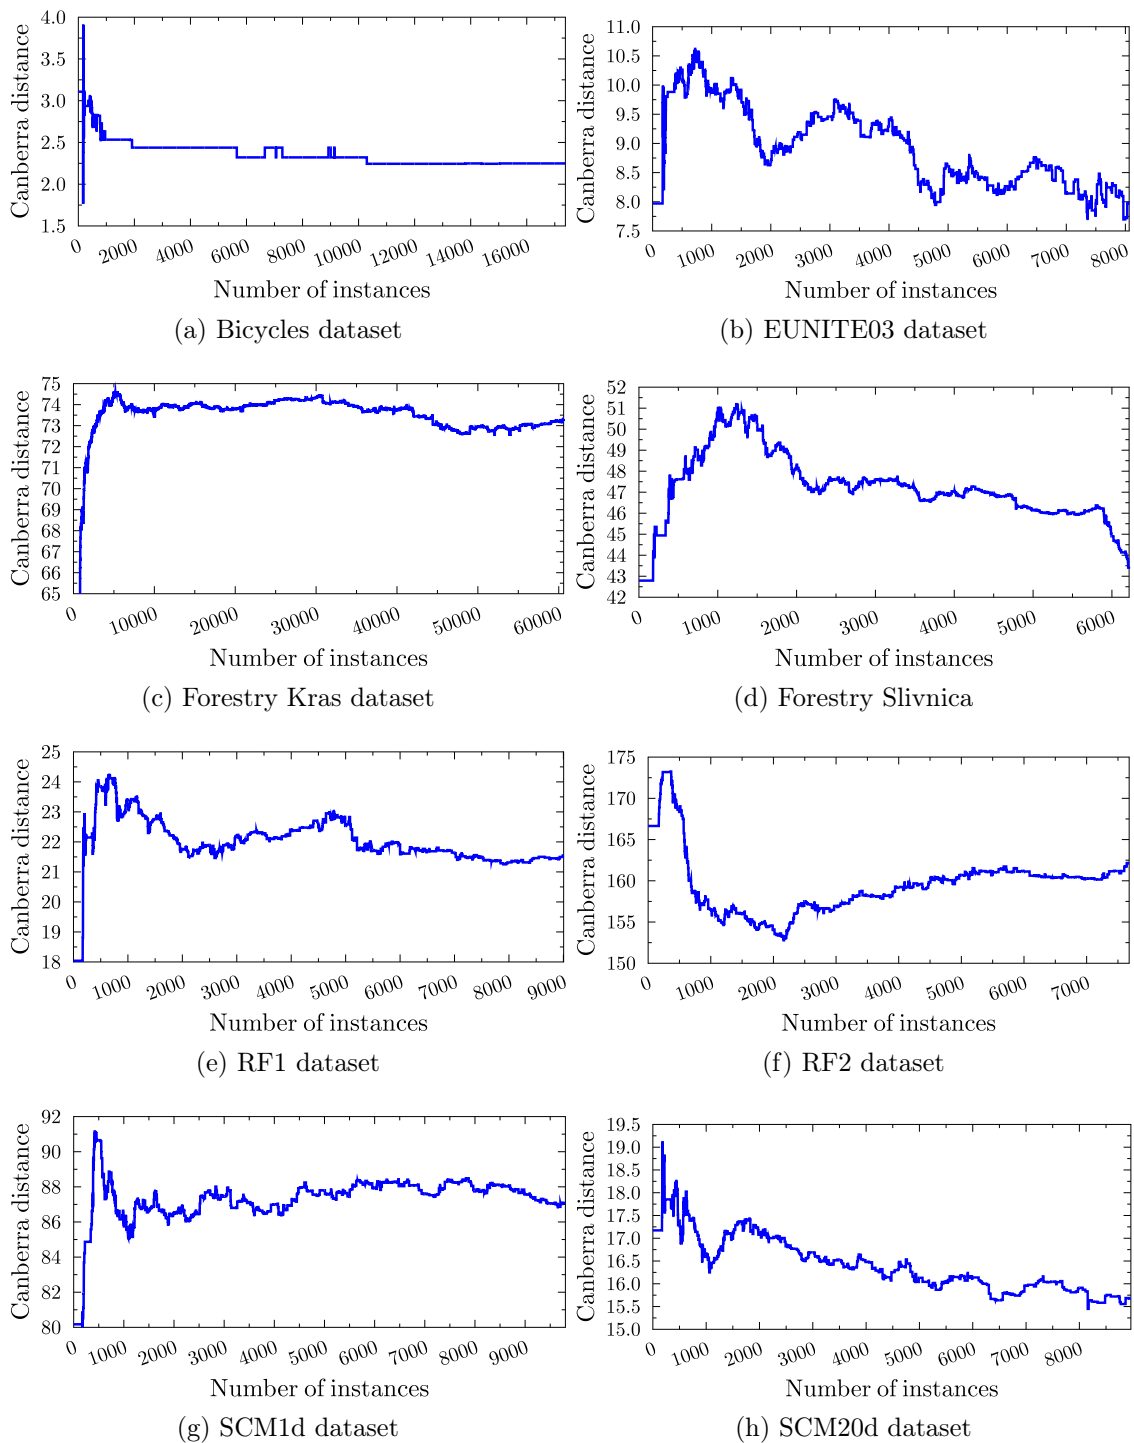 Canberra distance
4.0
3.5
3.0
2.5
2.0
1.5
0 2000 4000 6000 8000 10000 12000 14000 16000
Number of instances
(a) Bicycles dataset
Canberra distance
11.0
10.5
10.0
9.5
9.0
8.5
8.0
7.5
0 1000 2000 3000 4000 5000 6000 7000 8000
Number of instances
(b) EUNITE03 dataset
Canberra distance
75
74
73
72
71
70
69
68
67
66
65
0 10000 20000 30000 40000 50000 60000
Number of instances
(c) Forestry Kras dataset
Canberra distance
52
51
50
49
48
47
46
45
44
43
42
0 1000 2000 3000 4000 5000 6000
Number of instances
(d) Forestry Slivnica
Canberra distance
25
24
23
22
21
20
19
18
0 1000 2000 3000 4000 5000 6000 7000 8000 9000
Number of instances
(e) RF1 dataset
Canberra distance
175
170
165
160
155
150
0 1000 2000 3000 4000 5000 6000 7000
Number of instances
(f) RF2 dataset
Canberra distance
92
90
88
86
84
82
80
0 1000 2000 3000 4000 5000 6000 7000 8000 9000
Number of instances
(g) SCM1d dataset
Canberra distance
19.5
19.0
18.5
18.0
17.5
17.0
16.5
16.0
15.5
15.0
0 1000 2000 3000 4000 5000 6000 7000 8000
Number of instances
(h) SCM20d dataset